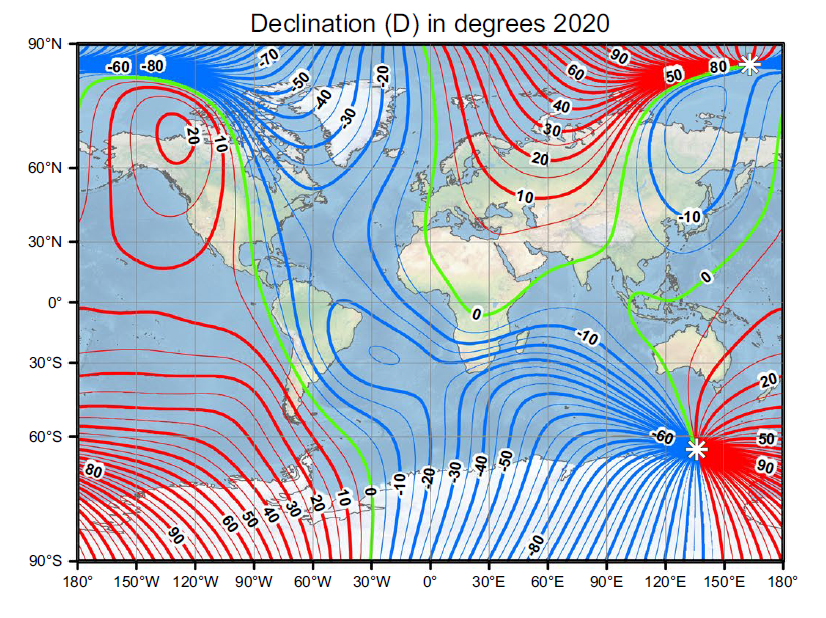 Declination (D) in degrees 2020
90°N
-60 -80 -70 -50 -40 -30 -20 60 90 50 80
40
30
20 10 20
10
60°N
-10
30°N
0
0°
0
-10
30°S
20
60°S
-60 50
80 90
90 60 50 40 30 20 10 0 -10 -20 -30 -40 -50 -80
90°S
180° 150°W 120°W 90°W 60°W 30°W 0° 30°E 60°E 90°E 120°E 150°E 180°